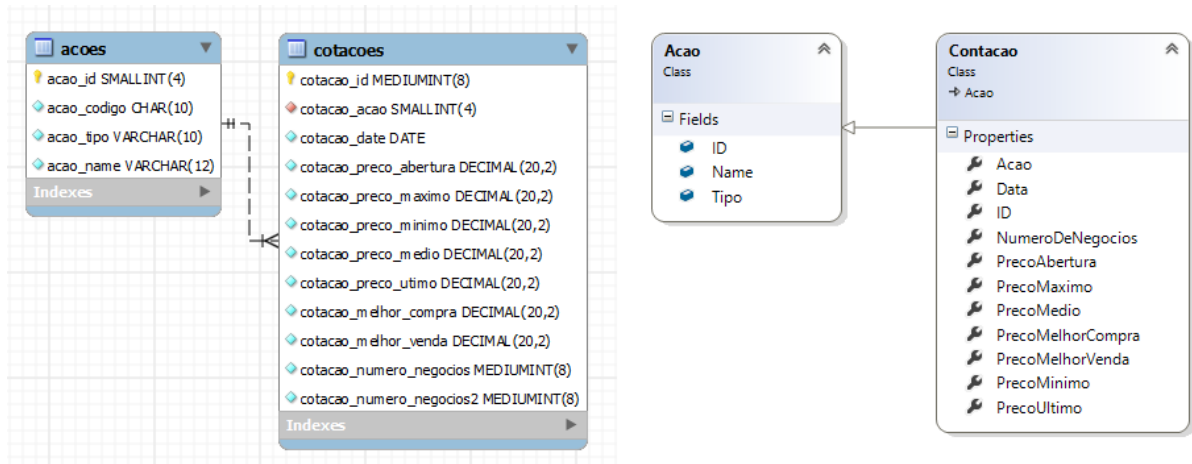 acoes
acao_id SMALLINT(4)
acao_codigo CHAR(10)
acao_tipo VARCHAR(10)
acao_name VARCHAR(12)
Indexes
cotacoes
cotacao_id MEDIUMINT(8)
cotacao_acao SMALLINT(4)
cotacao_date DATE
cotacao_preco_abertura DECIMAL(20,2)
cotacao_preco_maximo DECIMAL(20,2)
cotacao_preco_minimo DECIMAL(20,2)
cotacao_preco_medio DECIMAL(20,2)
cotacao_preco_utimo DECIMAL(20,2)
cotacao_melhor_compra DECIMAL(20,2)
cotacao_melhor_venda DECIMAL(20,2)
cotacao_numero_negocios MEDIUMINT(8)
cotacao_numero_negocios2 MEDIUMINT(8)
Indexes
Acao
Class
Fields
ID
Name
Tipo
Contacao
Class
Acao
Properties
Acao
Data
ID
NumeroDeNegocios
PrecoAbertura
PrecoMaximo
PrecoMedio
PrecoMelhorCompra
PrecoMelhorVenda
PrecoMinimo
PrecoUltimo